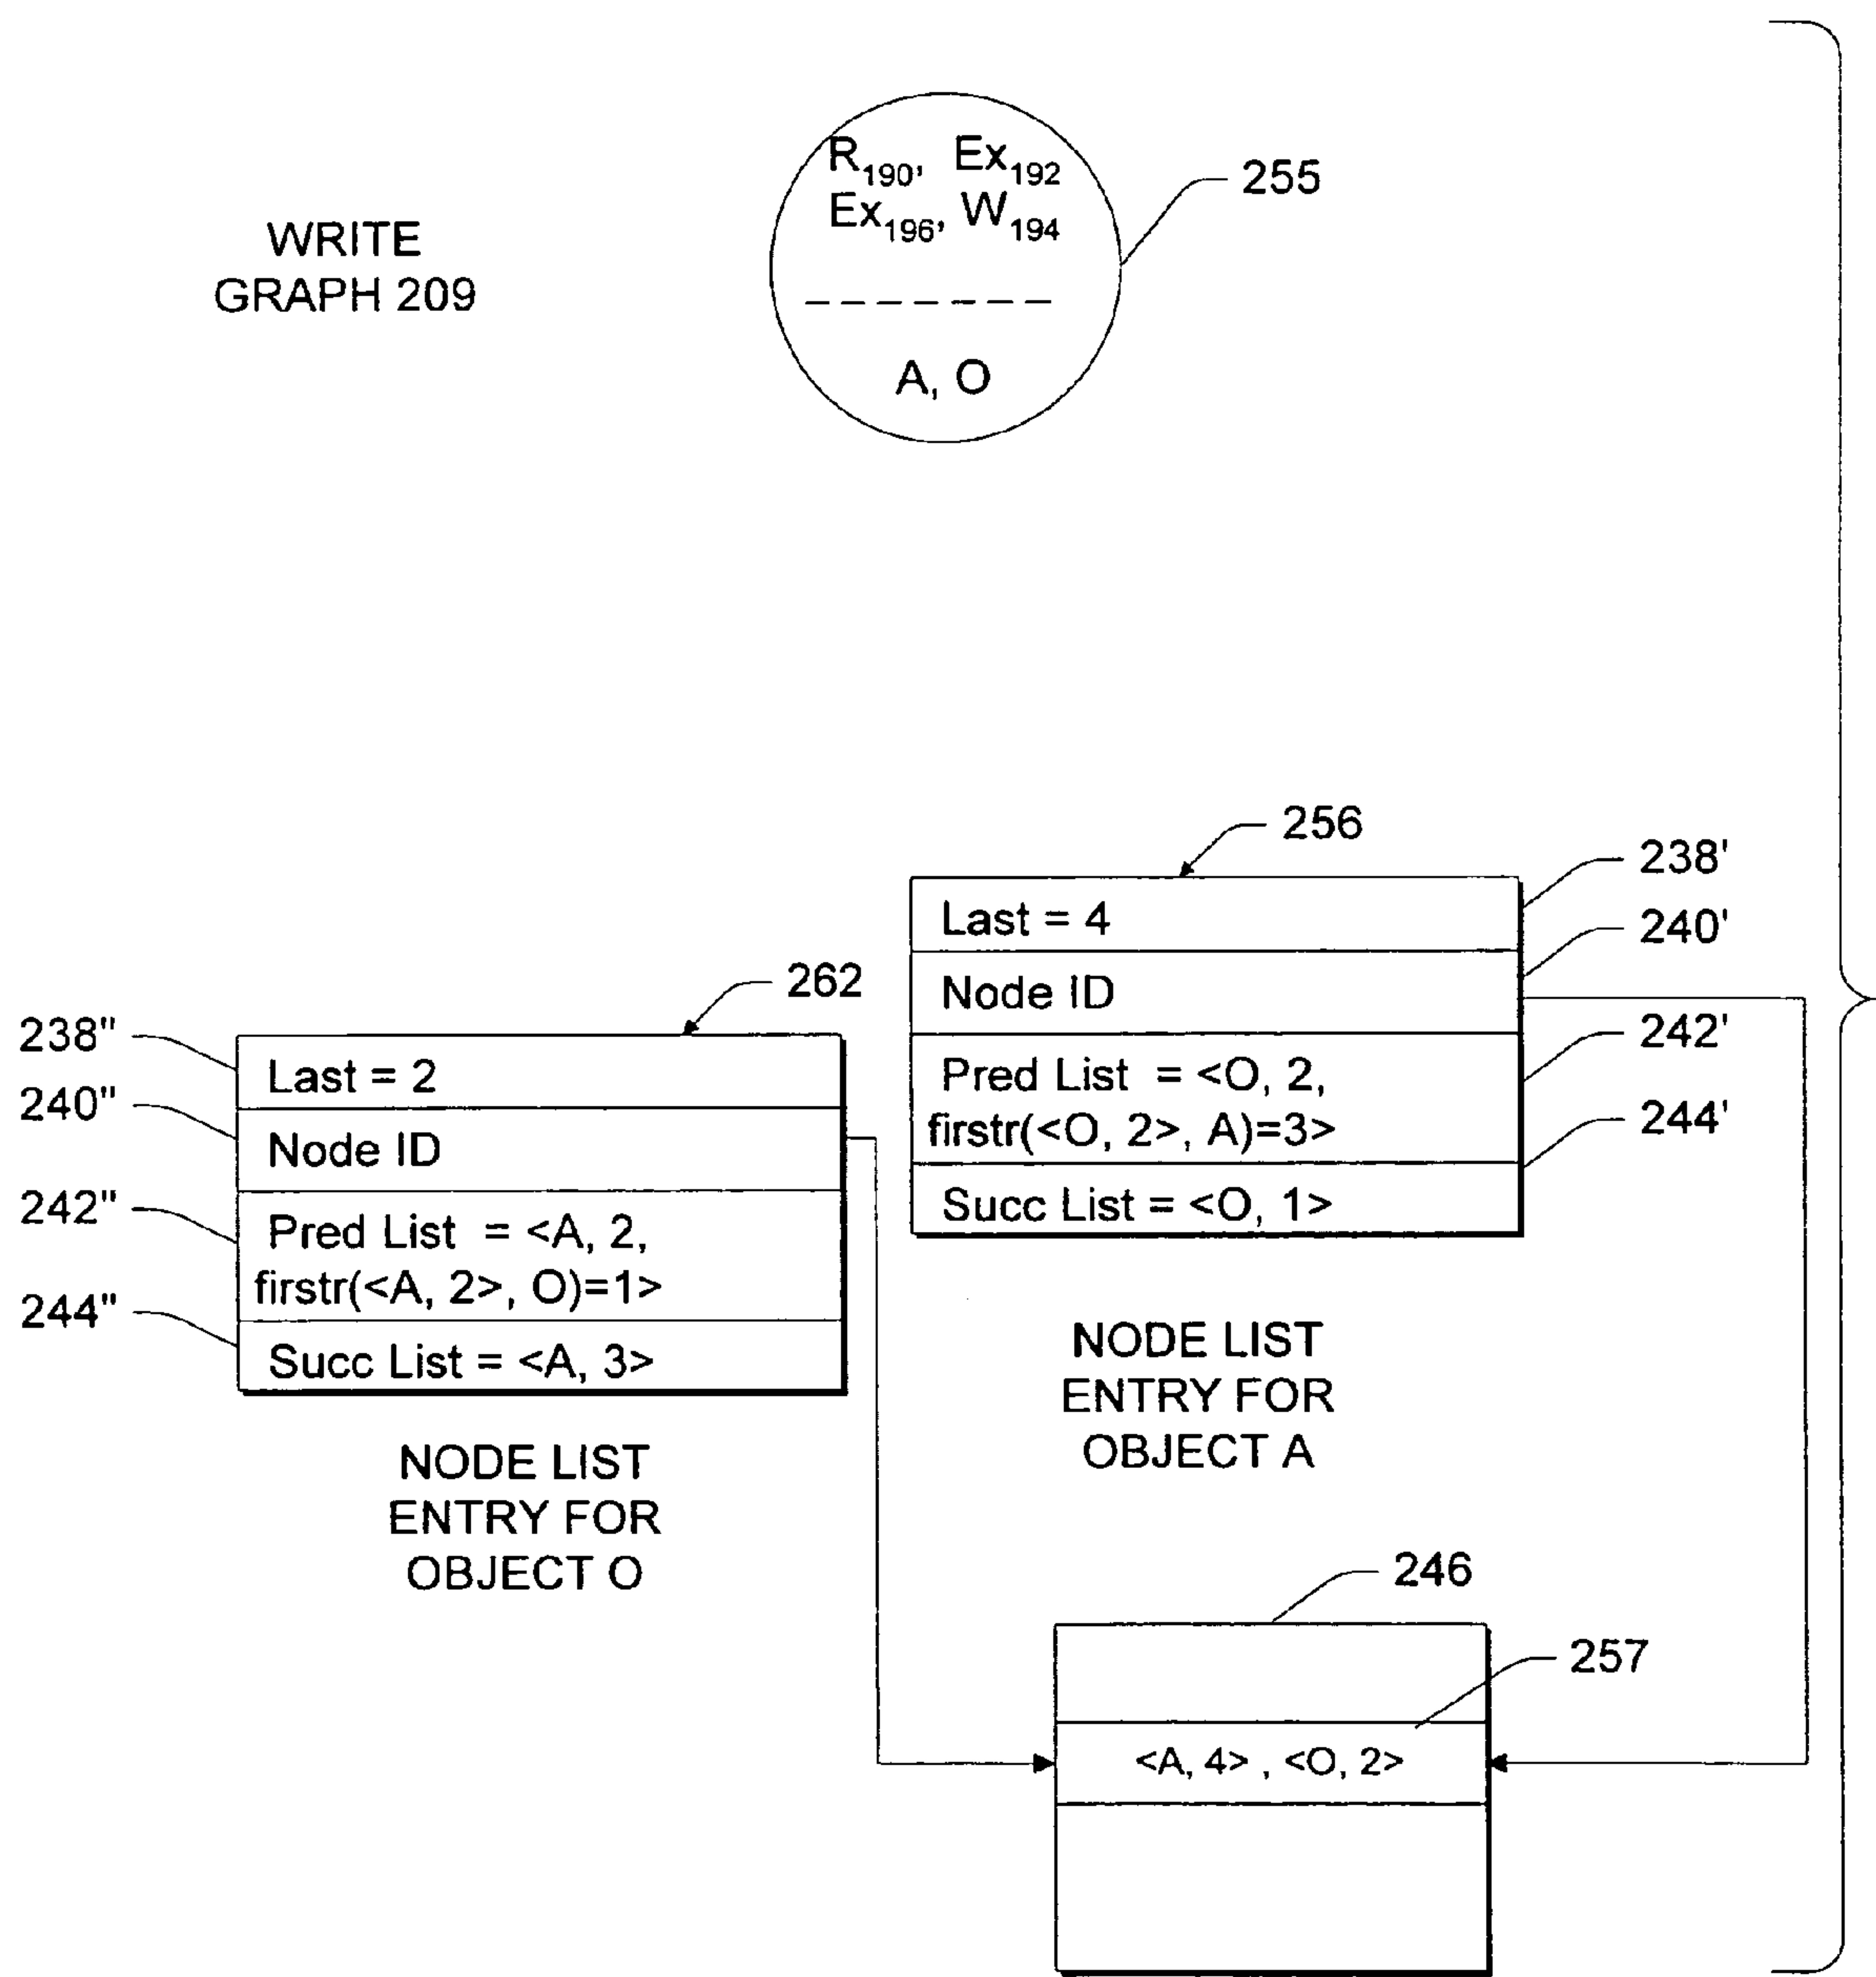 WRITE
GRAPH 209
R190, Ex192
Ex196, W194
A, O
255
256
Last = 4
Node ID
Pred List = <O, 2,
firstr(<O, 2>, A)=3>
Succ List = <O, 1>
238'
240'
242'
244'
NODE LIST
ENTRY FOR
OBJECT A
262
238"
240"
242"
244"
Last = 2
Node ID
Pred List = <A, 2,
firstr(<A, 2>, O)=1>
Succ List = <A, 3>
NODE LIST
ENTRY FOR
OBJECT O
246
257
<A, 4> , <O, 2>